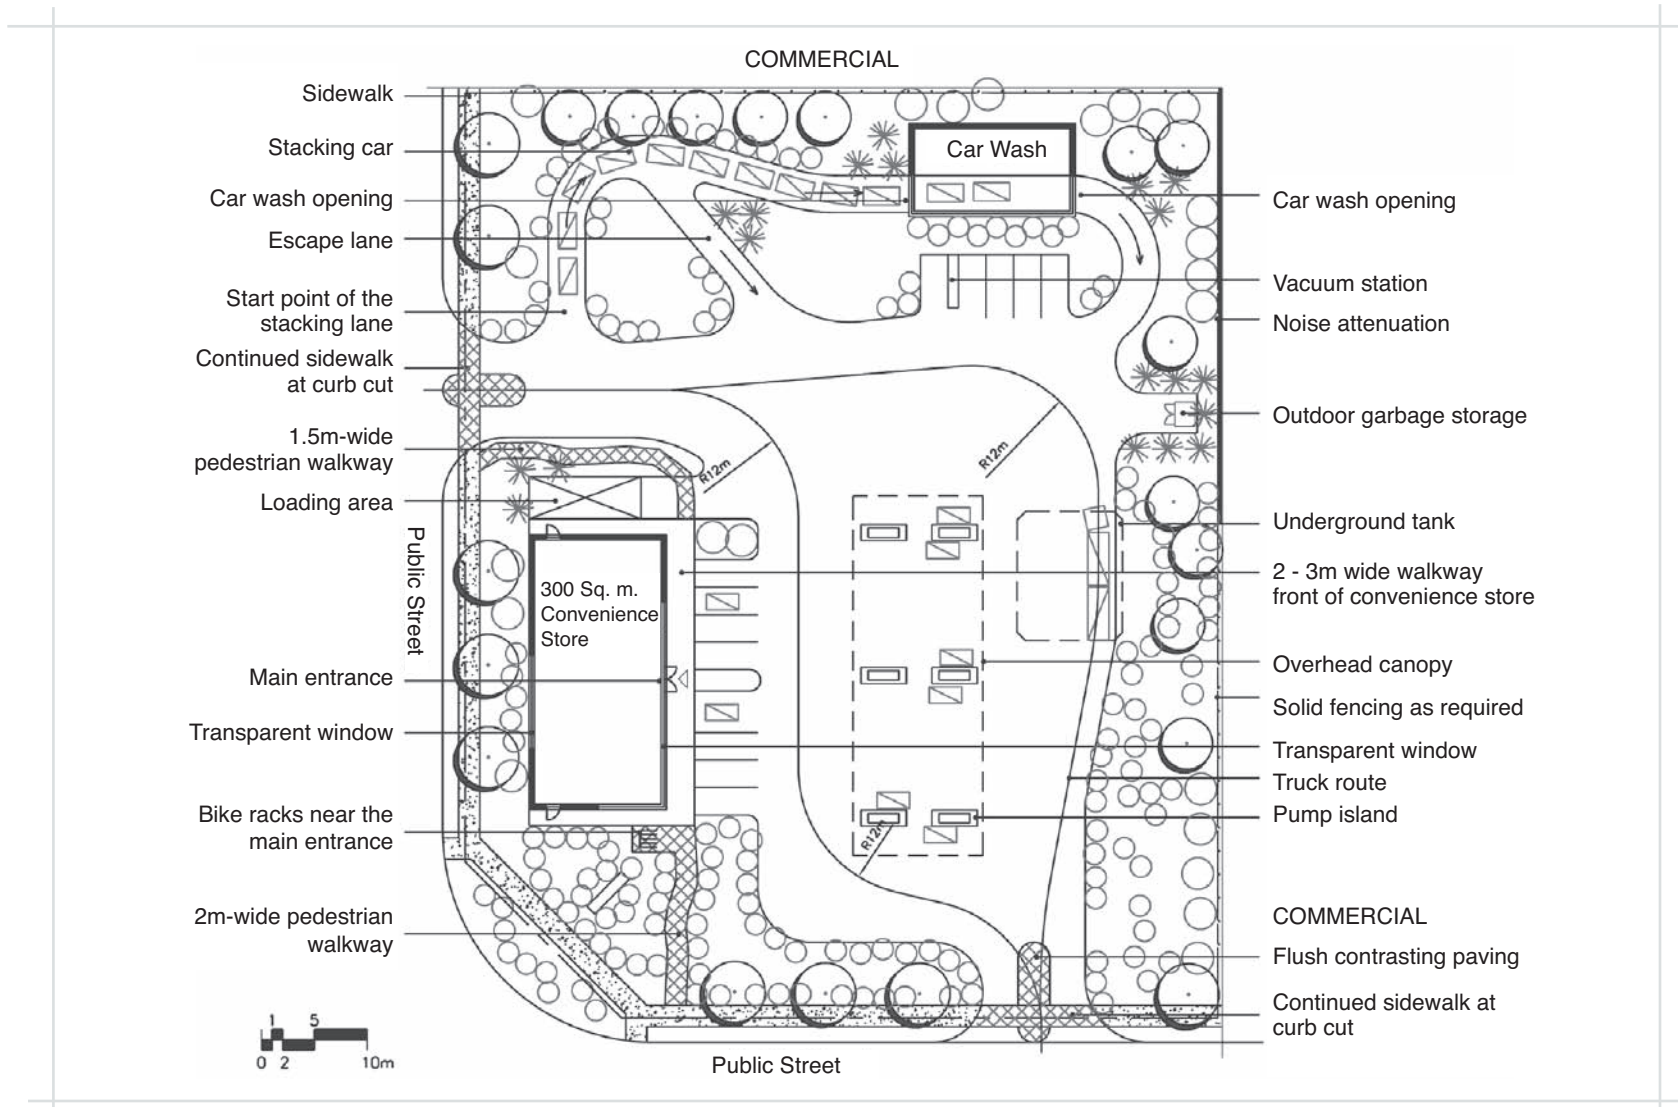 COMMERCIAL
Sidewalk
Stacking car
Car wash opening
Escape lane
Start point of the
stacking lane
Continued sidewalk
at curb cut
1.5m-wide
pedestrian walkway
Loading area
Public Street
Main entrance
Transparent window
Bike racks near the
main entrance
2m-wide pedestrian
walkway
Car Wash
R12m
R12m
300 Sq. m.
Convenience
Store
R12m
Car wash opening
Vacuum station
Noise attenuation
Outdoor garbage storage
Underground tank
2 - 3m wide walkway
front of convenience store
Overhead canopy
Solid fencing as required
Transparent window
Truck route
Pump island
COMMERCIAL
Flush contrasting paving
Continued sidewalk at
curb cut
1 5
0 2 10m
Public Street